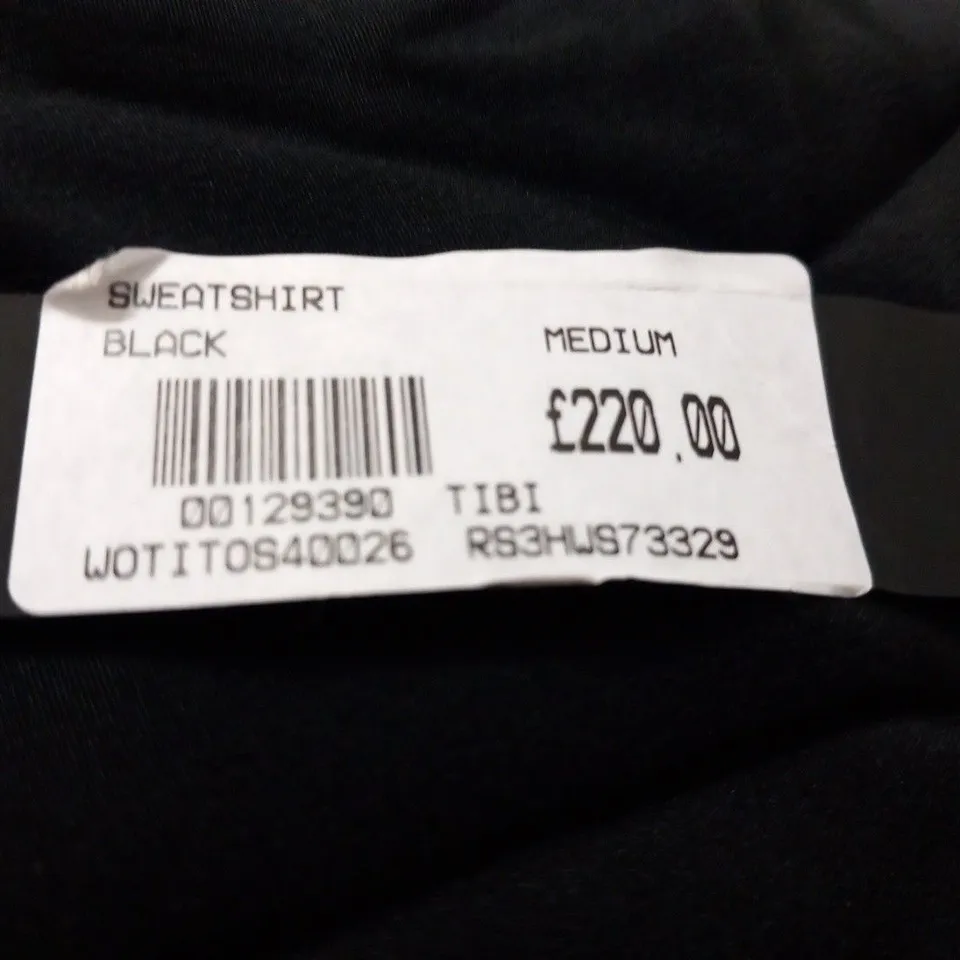 SWEATSHIRT
BLACK MEDIUM
£220.00
00129390 TIBI
WOTITOS40026 RS3HWS73329